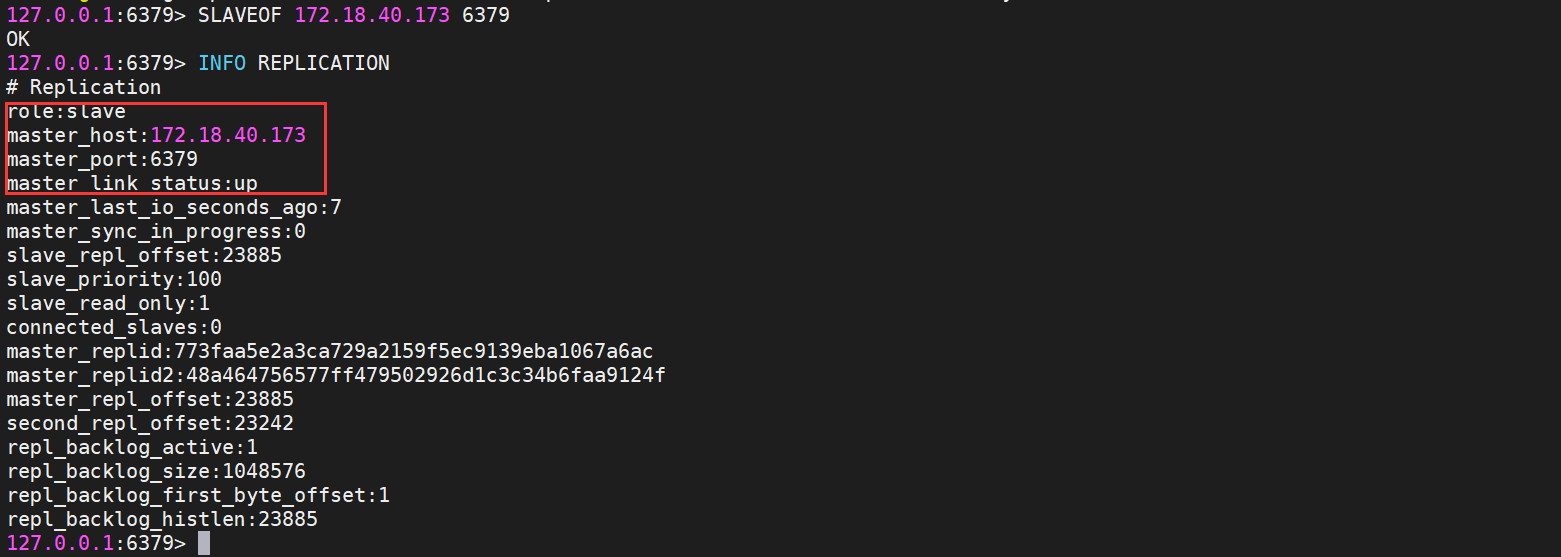 127.0.0.1:6379> SLAVEOF 172.18.40.173 6379
OK
127.0.0.1:6379> INFO REPLICATION
# Replication
role:slave
master_host:172.18.40.173
master_port:6379
master_link_status:up
master_last_io_seconds_ago:7
master_sync_in_progress:0
slave_repl_offset:23885
slave_priority:100
slave_read_only:1
connected_slaves:0
master_replid:773faa5e2a3ca729a2159f5ec9139eba1067a6ac
master_replid2:48a464756577ff479502926d1c3c34b6faa9124f
master_repl_offset:23885
second_repl_offset:23242
repl_backlog_active:1
repl_backlog_size:1048576
repl_backlog_first_byte_offset:1
repl_backlog_histlen:23885
127.0.0.1:6379>